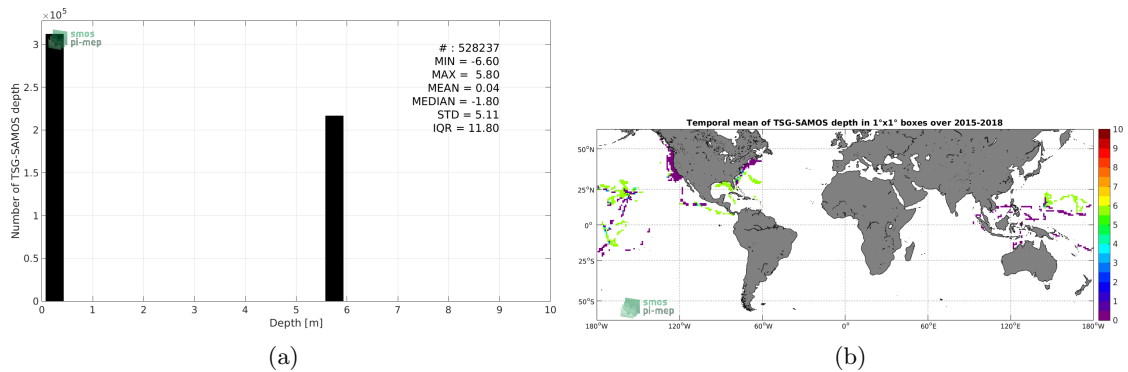 ×10⁵
smos
pi-mep
# : 528237
MIN = -6.60
MAX = 5.80
MEAN = 0.04
MEDIAN = -1.80
STD = 5.11
IQR = 11.80
Number of TSG-SAMOS depth
3
2.5
2
1.5
1
0.5
0
0 1 2 3 4 5 6 7 8 9 10
Depth [m]
(a)
Temporal mean of TSG-SAMOS depth in 1°x1° boxes over 2015-2018
50°N
25°N
0°
25°S
50°S
180°W 120°W 60°W 0° 60°E 120°E 180°W
smos
pi-mep
10
9
8
7
6
5
4
3
2
1
0
(b)